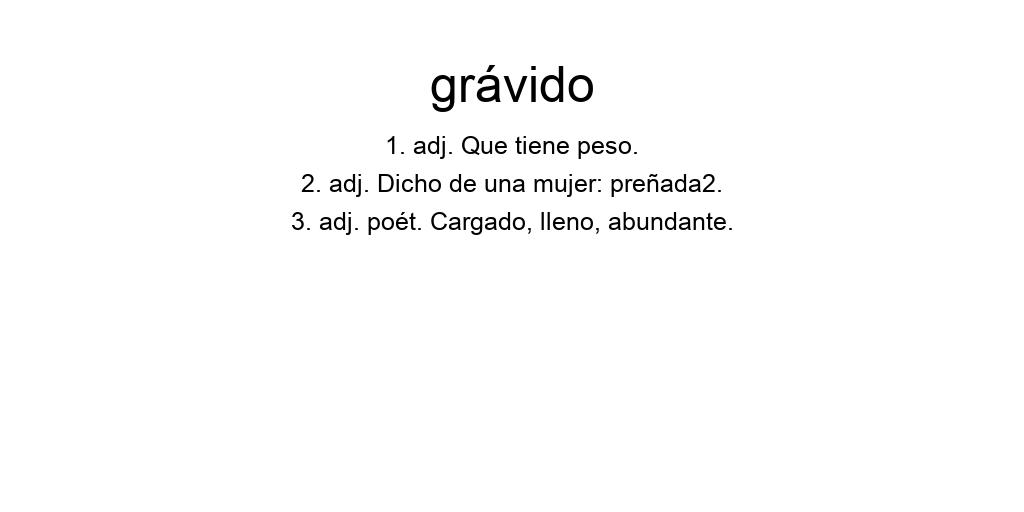 grávido
1. adj. Que tiene peso.
2. adj. Dicho de una mujer: preñada2.
3. adj. poét. Cargado, lleno, abundante.